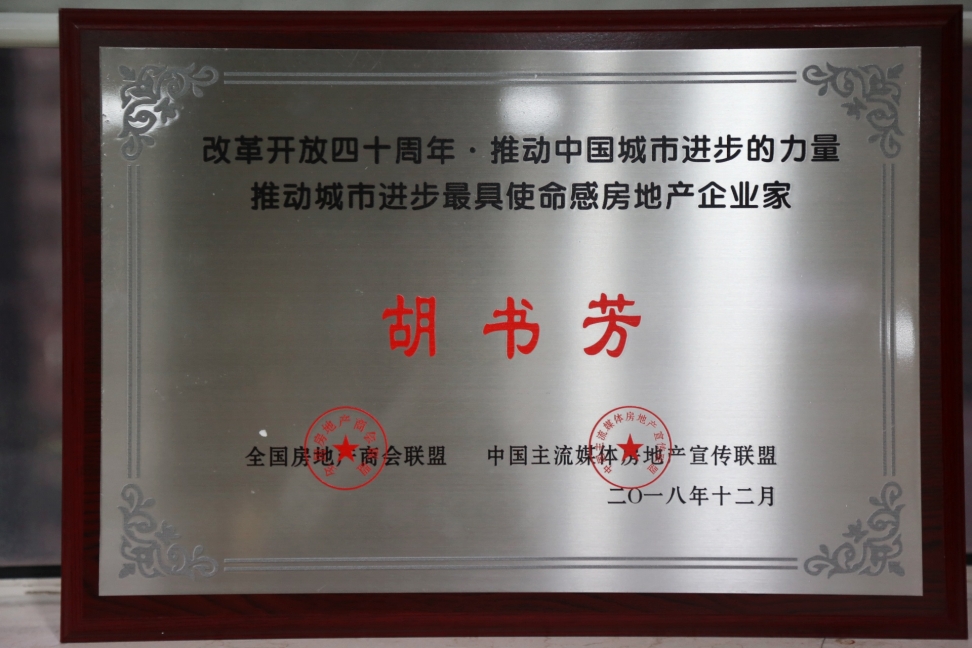 改革开放四十周年·推动中国城市进步的力量
推动城市进步最具使命感房地产企业家
胡书芳
全国房地产商会联盟 中国主流媒体房地产宣传联盟
二〇一八年十二月